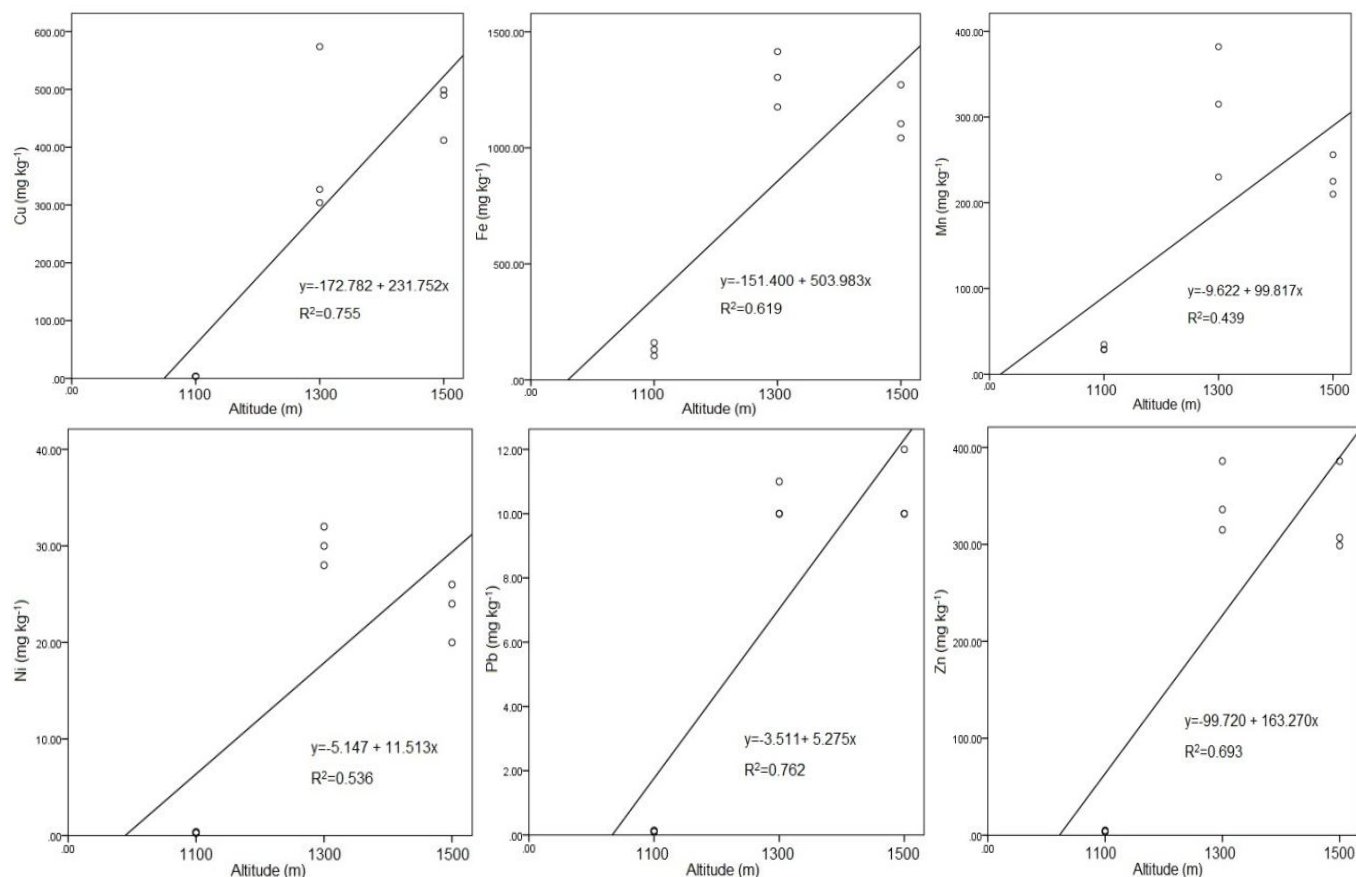 600.00
500.00
400.00
300.00
200.00
100.00
.00
Cu (mg kg⁻¹)
y=-172.782 + 231.752x
R²=0.755
.00 1100 1300 1500
Altitude (m)
1500.00
1000.00
500.00
.00
Fe (mg kg⁻¹)
y=-151.400 + 503.983x
R²=0.619
.00 1100 1300 1500
Altitude (m)
400.00
300.00
200.00
100.00
.00
Mn (mg kg⁻¹)
y=-9.622 + 99.817x
R²=0.439
.00 1100 1300 1500
Altitude (m)
40.00
30.00
20.00
10.00
.00
Ni (mg kg⁻¹)
y=-5.147 + 11.513x
R²=0.536
.00 1100 1300 1500
Altitude (m)
12.00
10.00
8.00
6.00
4.00
2.00
.00
Pb (mg kg⁻¹)
y=-3.511+ 5.275x
R²=0.762
.00 1100 1300 1500
Altitude (m)
400.00
300.00
200.00
100.00
.00
Zn (mg kg⁻¹)
y=-99.720 + 163.270x
R²=0.693
.00 1100 1300 1500
Altitude (m)